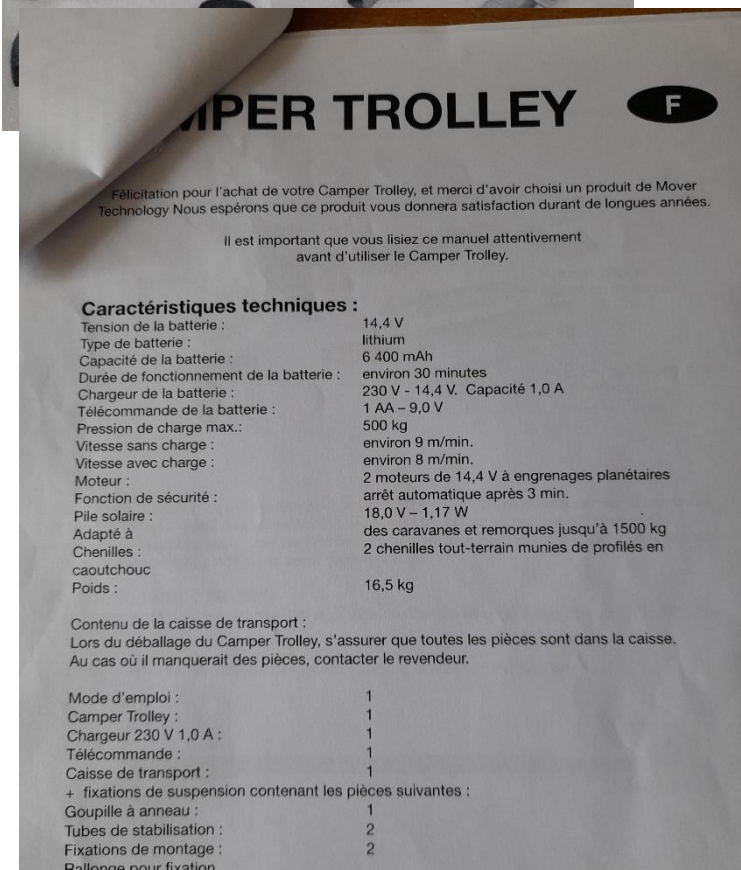 MPER TROLLEY F
Félicitation pour l'achat de votre Camper Trolley, et merci d'avoir choisi un produit de Mover
Technology Nous espérons que ce produit vous donnera satisfaction durant de longues années.
Il est important que vous lisiez ce manuel attentivement
avant d'utiliser le Camper Trolley.
Caractéristiques techniques :
Tension de la batterie : 14,4 V
Type de batterie : lithium
Capacité de la batterie : 6 400 mAh
Durée de fonctionnement de la batterie : environ 30 minutes
Chargeur de la batterie : 230 V - 14,4 V. Capacité 1,0 A
Télécommande de la batterie : 1 AA – 9,0 V
Pression de charge max.: 500 kg
Vitesse sans charge : environ 9 m/min.
Vitesse avec charge : environ 8 m/min.
Moteur : 2 moteurs de 14,4 V à engrenages planétaires
Fonction de sécurité : arrêt automatique après 3 min.
Pile solaire : 18,0 V – 1,17 W
Adapté à des caravanes et remorques jusqu'à 1500 kg
Chenilles : 2 chenilles tout-terrain munies de profilés en
caoutchouc
Poids : 16,5 kg
Contenu de la caisse de transport :
Lors du déballage du Camper Trolley, s'assurer que toutes les pièces sont dans la caisse.
Au cas où il manquerait des pièces, contacter le revendeur.
Mode d'emploi : 1
Camper Trolley : 1
Chargeur 230 V 1,0 A : 1
Télécommande : 1
Caisse de transport : 1
+ fixations de suspension contenant les pièces suivantes :
Goupille à anneau : 1
Tubes de stabilisation : 2
Fixations de montage : 2
Rallonge pour fixation